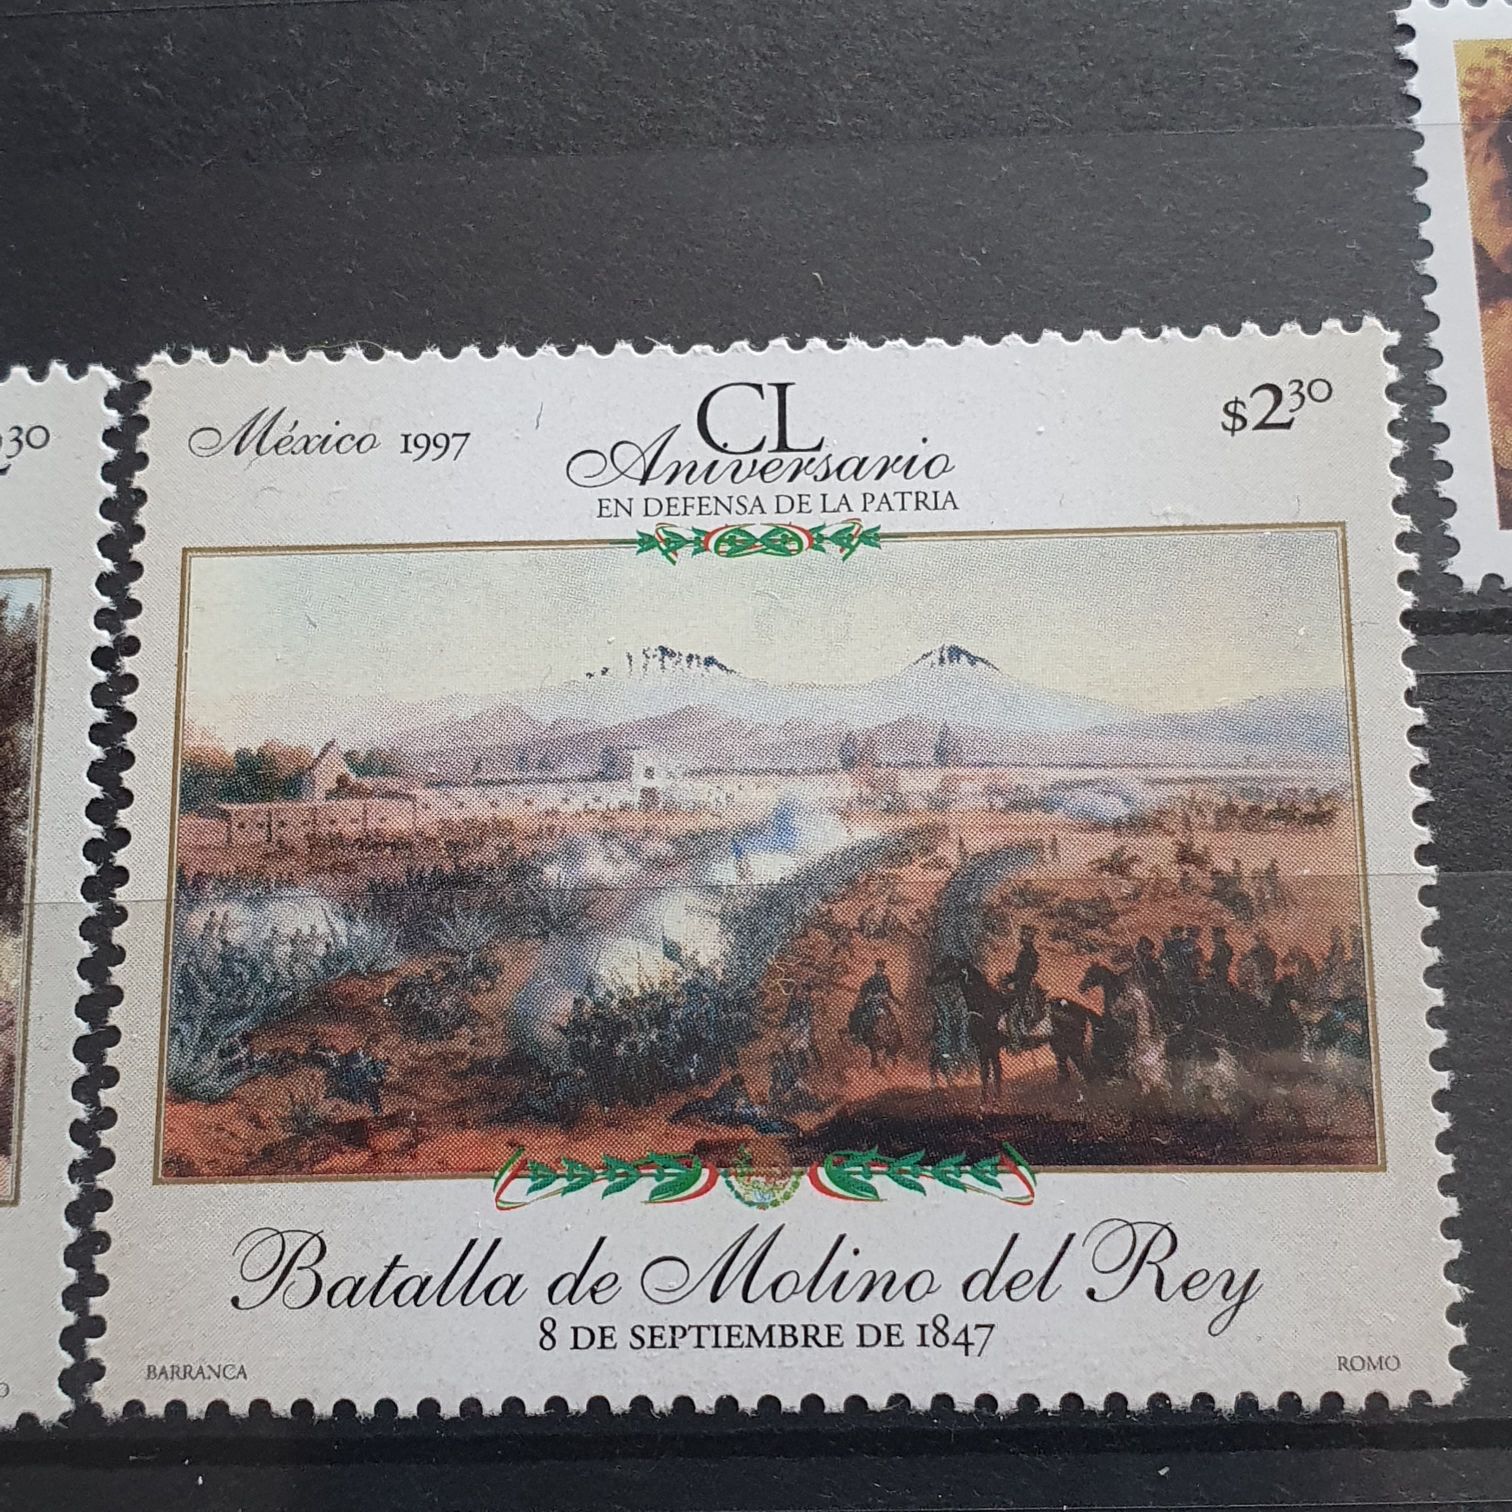 México 1997
CL
Aniversario
EN DEFENSA DE LA PATRIA
$230
30
Batalla de Molino del Rey
8 DE SEPTIEMBRE DE 1847
BARRANCA
ROMO